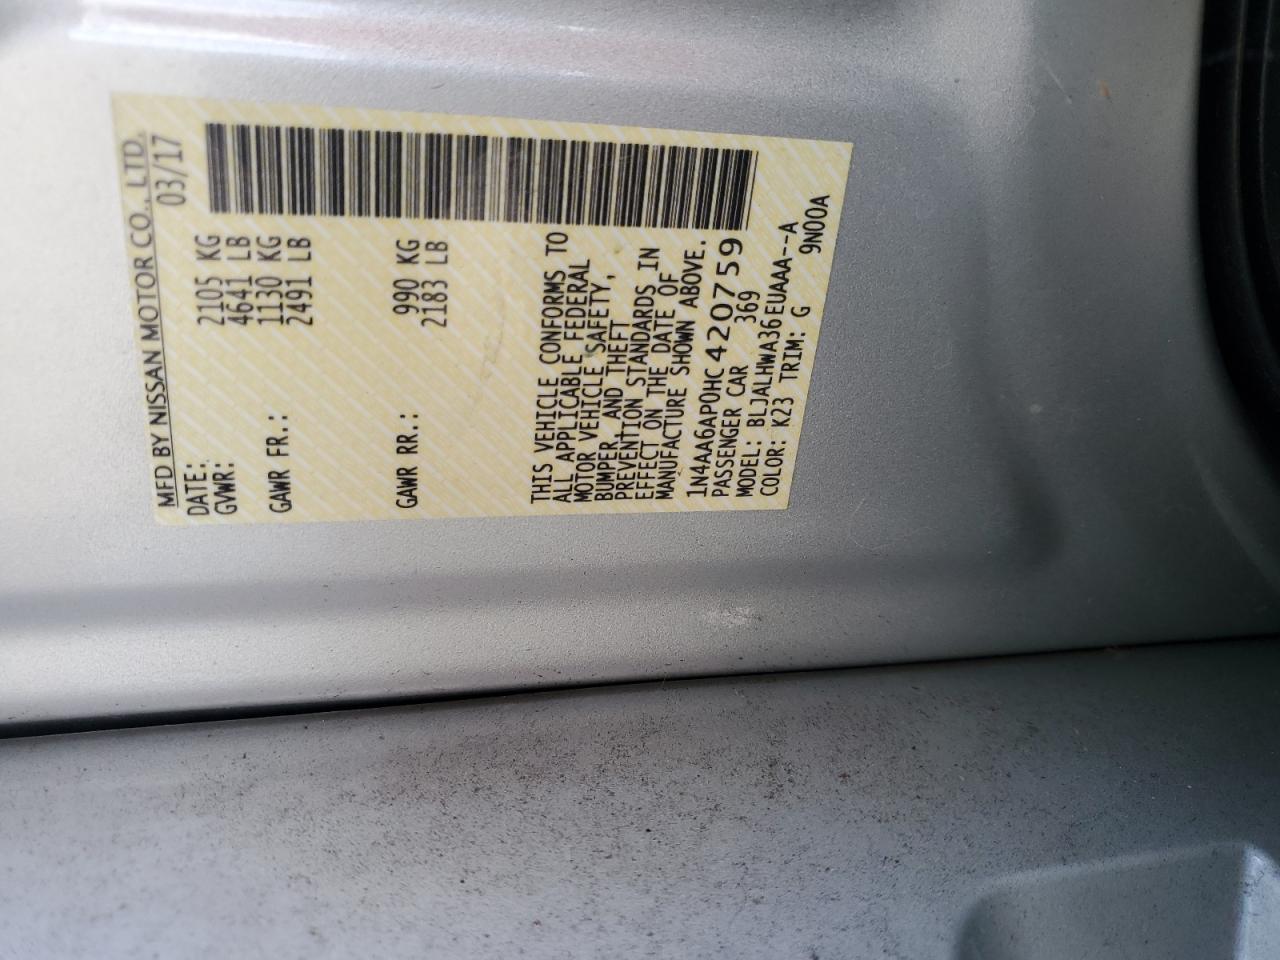 MFD BY NISSAN MOTOR CO., LTD.
DATE: 03/17
GVWR: 2105 KG
4641 LB
GAWR FR.: 1130 KG
2491 LB
GAWR RR.: 990 KG
2183 LB
THIS VEHICLE CONFORMS TO
ALL APPLICABLE FEDERAL
MOTOR VEHICLE SAFETY,
BUMPER, AND THEFT
PREVENTION STANDARDS IN
EFFECT ON THE DATE OF
MANUFACTURE SHOWN ABOVE.
1N4AA6AP0HC420759
PASSENGER CAR 369
MODEL: BLJALHWA36EUAAA--A
COLOR: K23 TRIM: G 9N00A